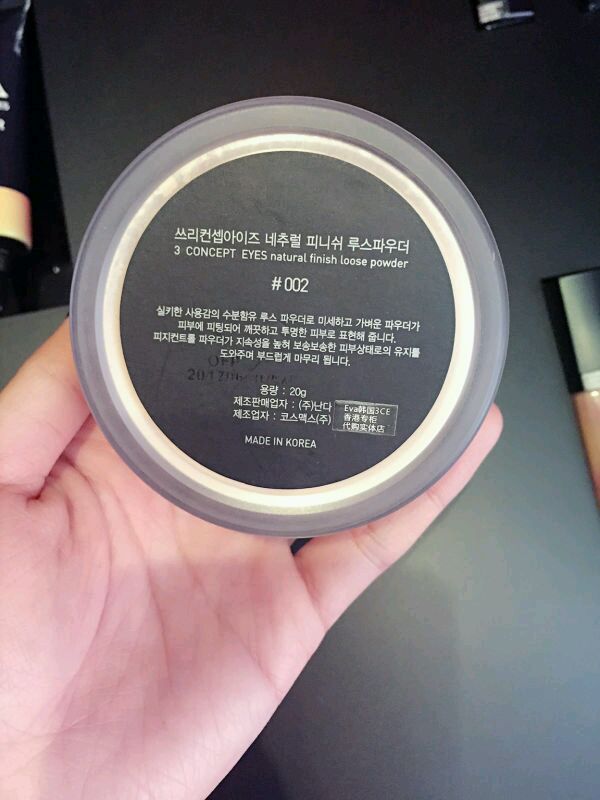 쓰리컨셉아이즈 네추럴 피니쉬 루스파우더
3 CONCEPT EYES natural finish loose powder
#002
실키한 사용감의 수분함유 루스 파우더로 미세하고 가벼운 파우더가
피부에 피팅되어 깨끗하고 투명한 피부로 표현해 줍니다.
피지컨트롤 파우더가 지속성을 높혀 보송보송한 피부상태로의 유지를
도와주며 부드럽게 마무리 됩니다.
용량 : 20g
제조판매업자 : (주)난다
제조업자 : 코스맥스(주)
Eva韩国3CE
香港专柜
代购实体店
MADE IN KOREA